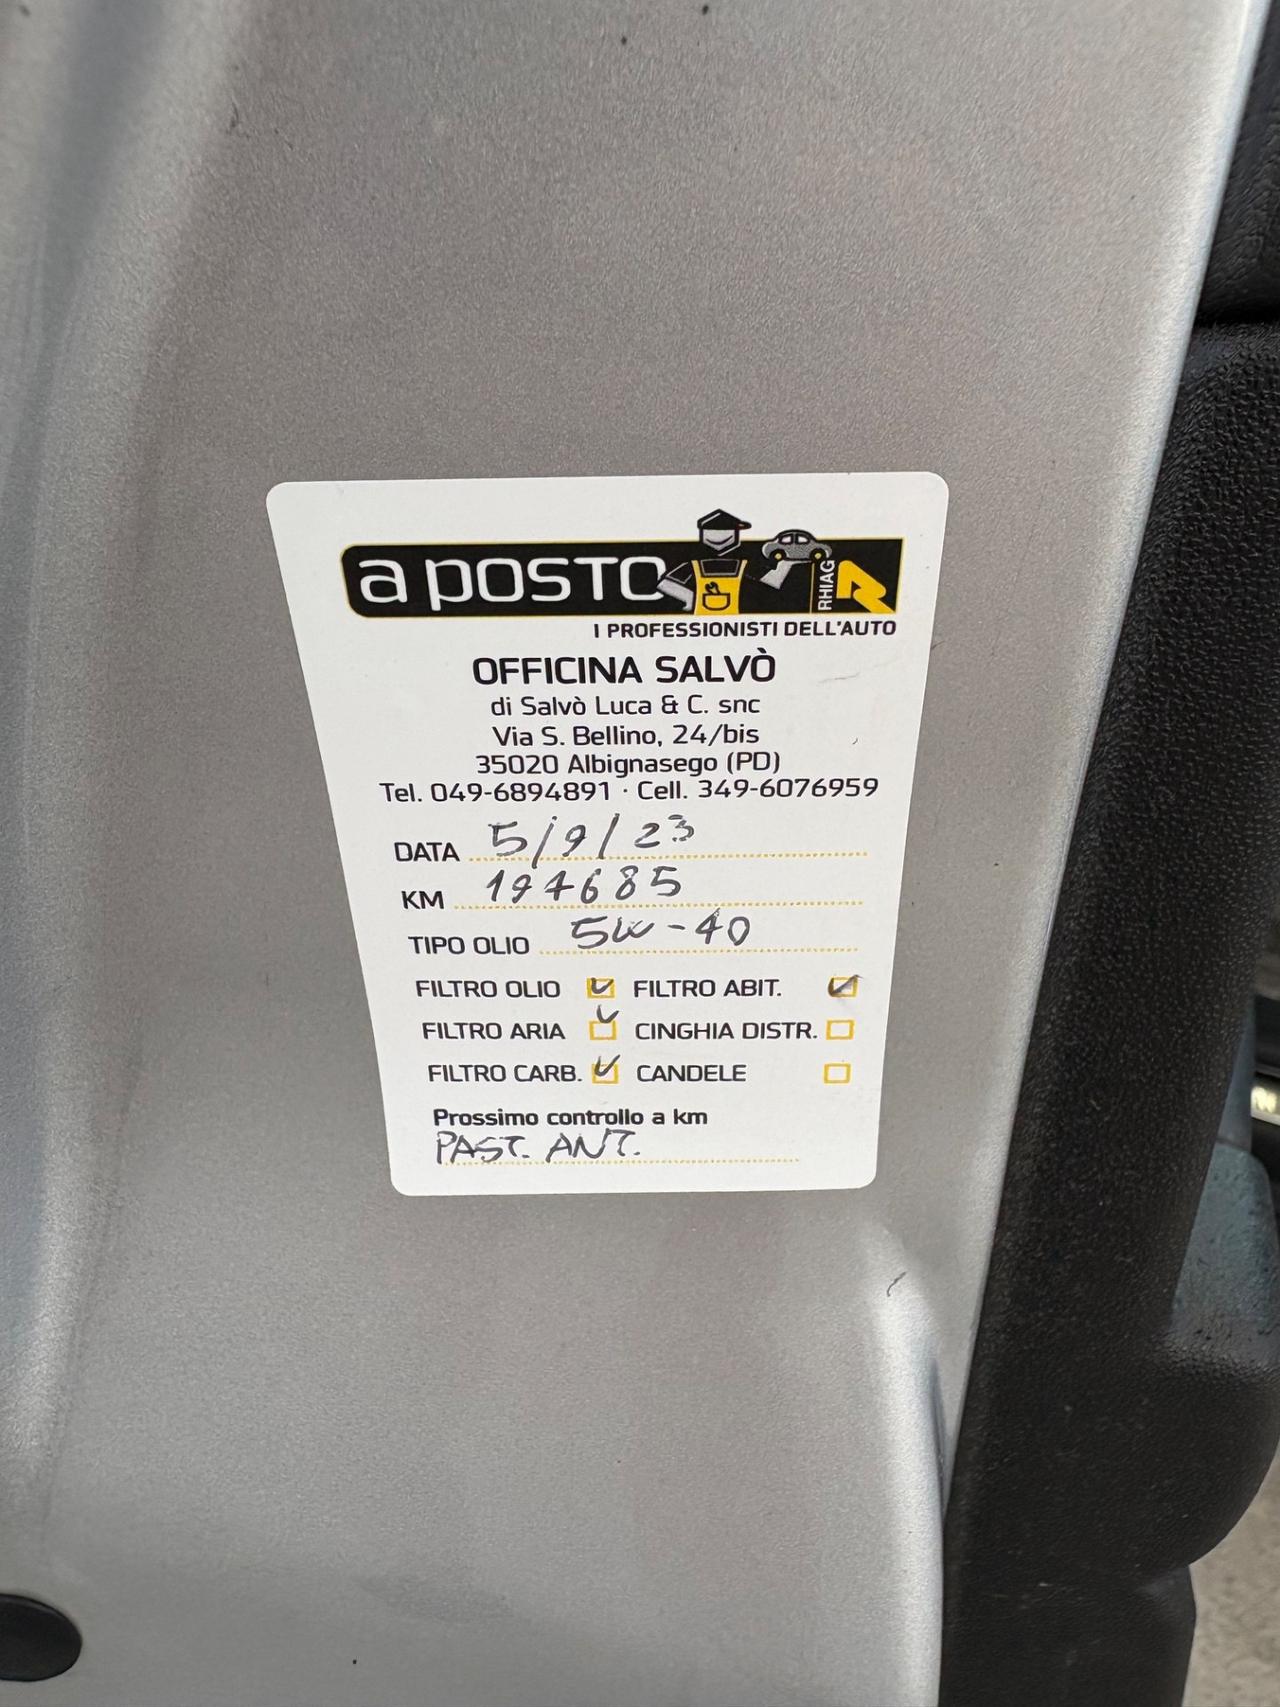 a posto
RHIAG
I PROFESSIONISTI DELL'AUTO
OFFICINA SALVÒ
di Salvò Luca & C. snc
Via S. Bellino, 24/bis
35020 Albignasego (PD)
Tel. 049-6894891 · Cell. 349-6076959
DATA 5/9/23
KM 194685
TIPO OLIO 5W-40
FILTRO OLIO FILTRO ABIT.
FILTRO ARIA CINGHIA DISTR.
FILTRO CARB. CANDELE
Prossimo controllo a km
PAST. ANT.